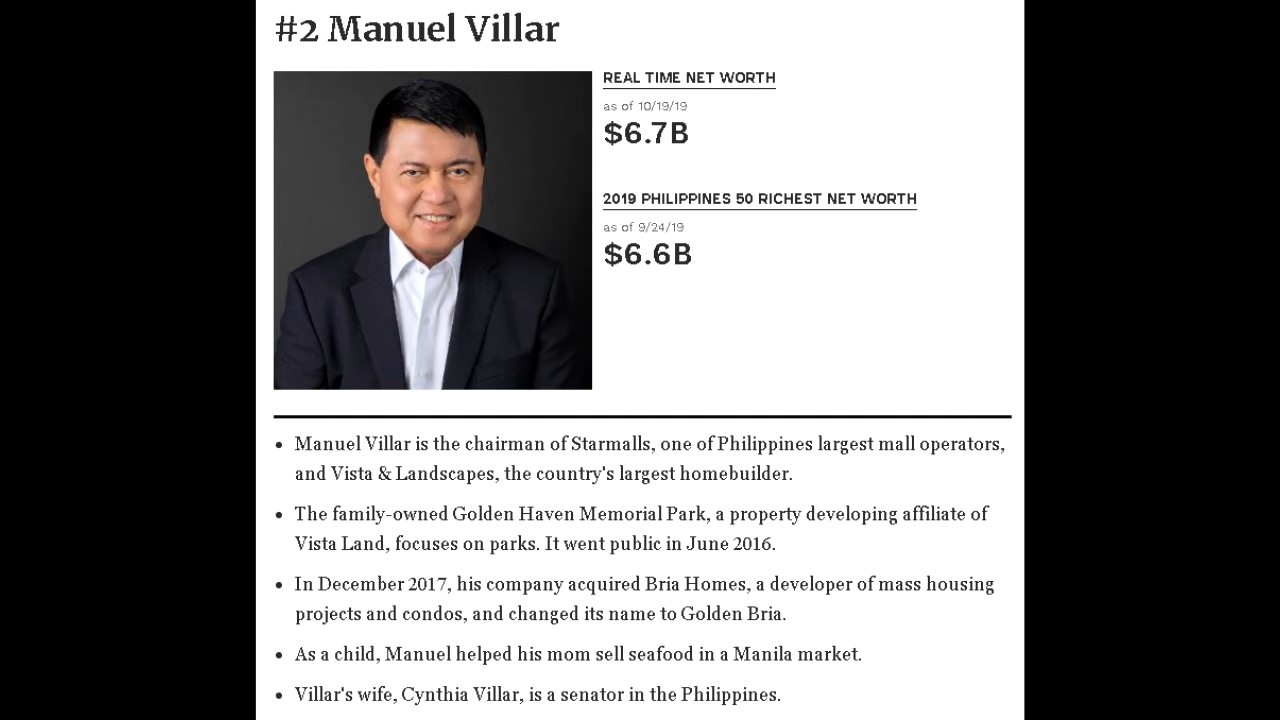 #2 Manuel Villar
REAL TIME NET WORTH
as of 10/19/19
$6.7B
2019 PHILIPPINES 50 RICHEST NET WORTH
as of 9/24/19
$6.6B
• Manuel Villar is the chairman of Starmalls, one of Philippines largest mall operators,
and Vista & Landscapes, the country's largest homebuilder.
• The family-owned Golden Haven Memorial Park, a property developing affiliate of
Vista Land, focuses on parks. It went public in June 2016.
• In December 2017, his company acquired Bria Homes, a developer of mass housing
projects and condos, and changed its name to Golden Bria.
• As a child, Manuel helped his mom sell seafood in a Manila market.
• Villar's wife, Cynthia Villar, is a senator in the Philippines.